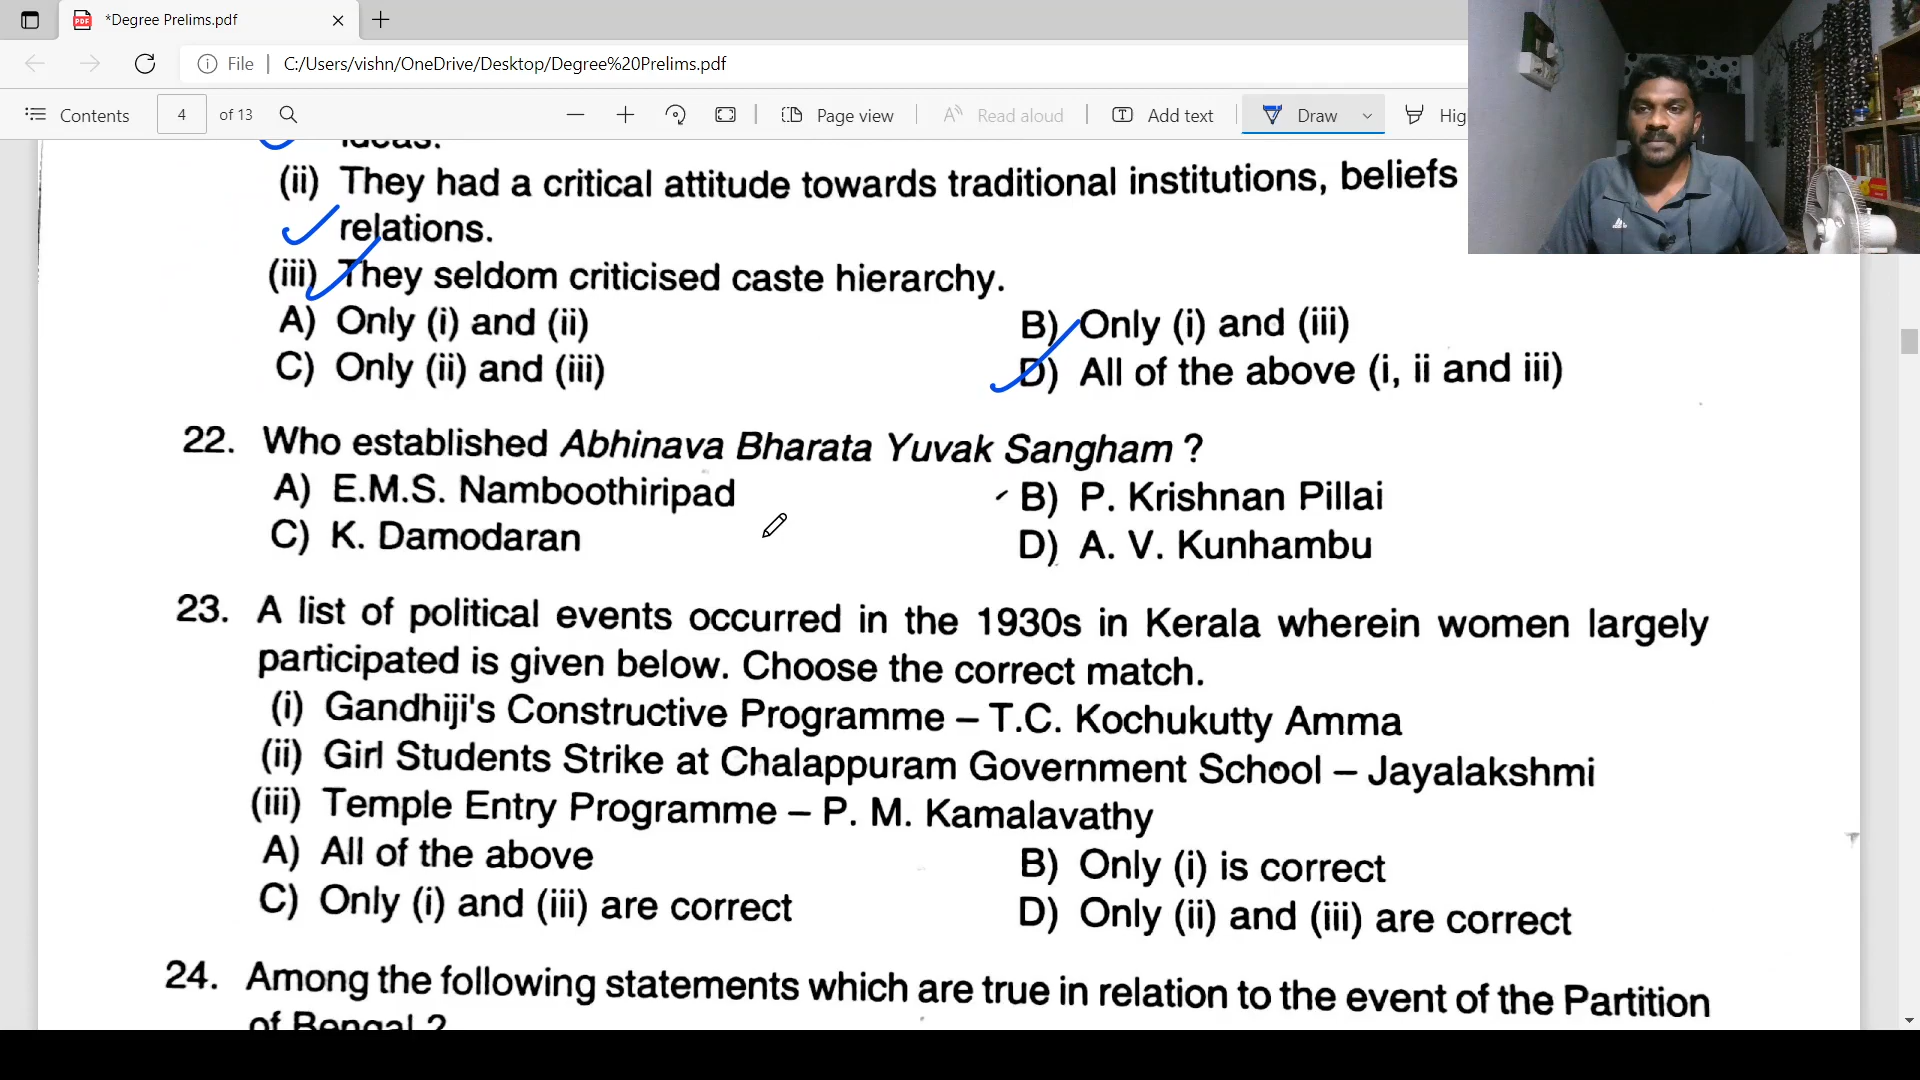 *Degree Prelims.pdf
File
C:/Users/vishn/OneDrive/Desktop/Degree%20Prelims.pdf
Contents
4
of 13
Page view
Read aloud
Add text
Draw
ideas.
(ii) They had a critical attitude towards traditional institutions, beliefs
relations.
(iii) They seldom criticised caste hierarchy.
A) Only (i) and (ii)
B) Only (i) and (iii)
C) Only (ii) and (iii)
D) All of the above (i, ii and iii)
22. Who established Abhinava Bharata Yuvak Sangham ?
A) E.M.S. Namboothiripad
B) P. Krishnan Pillai
C) K. Damodaran
D) A. V. Kunhambu
23. A list of political events occurred in the 1930s in Kerala wherein women largely
participated is given below. Choose the correct match.
(i) Gandhiji's Constructive Programme – T.C. Kochukutty Amma
(ii) Girl Students Strike at Chalappuram Government School – Jayalakshmi
(iii) Temple Entry Programme – P. M. Kamalavathy
A) All of the above
B) Only (i) is correct
C) Only (i) and (iii) are correct
D) Only (ii) and (iii) are correct
24. Among the following statements which are true in relation to the event of the Partition
of Bengal ?